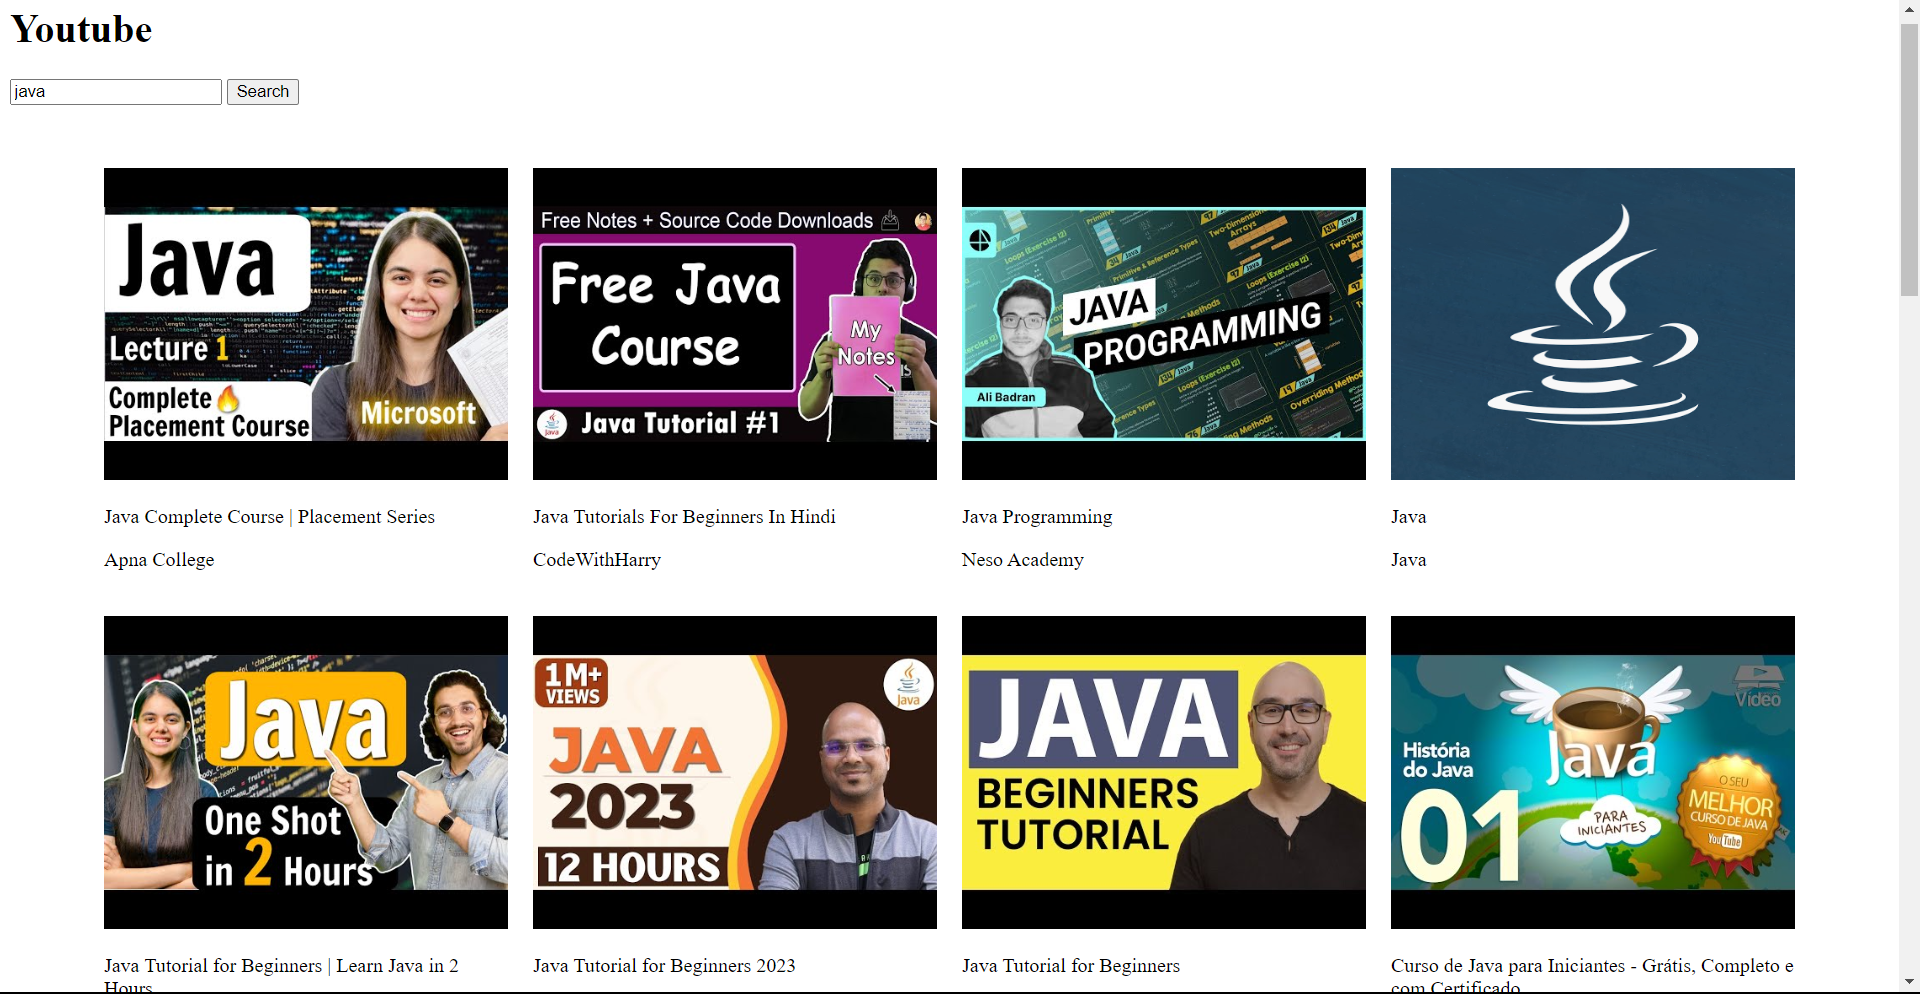 Youtube
java
Search
Java
Lecture 1
Complete
Placement Course
Microsoft
Free Notes + Source Code Downloads
Free Java
Course
My
Notes
Java Tutorial #1
JAVA
PROGRAMMING
Ali Badran
Java Complete Course | Placement Series
Java Tutorials For Beginners In Hindi
Java Programming
Java
Apna College
CodeWithHarry
Neso Academy
Java
Java
One Shot
in 2 Hours
1M+
VIEWS
Java
JAVA
2023
12 HOURS
JAVA
BEGINNERS
TUTORIAL
Vídeo
História
do Java
Java
01
PARA
INICIANTES
O SEU
MELHOR
CURSO DE JAVA
YouTube
Java Tutorial for Beginners | Learn Java in 2
Hours
Java Tutorial for Beginners 2023
Java Tutorial for Beginners
Curso de Java para Iniciantes - Grátis, Completo e
com Certificado